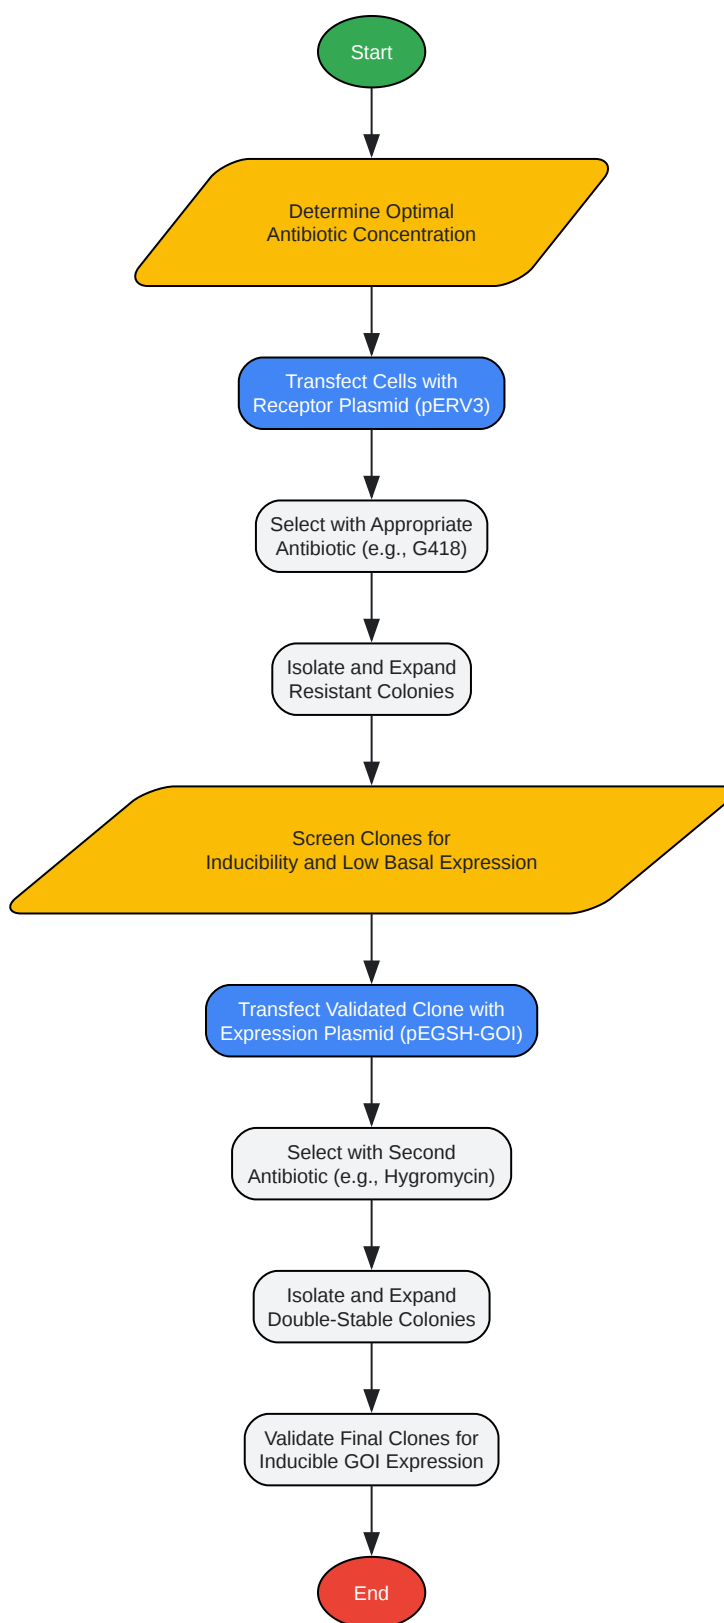 Start
Determine Optimal
Antibiotic Concentration
Transfect Cells with
Receptor Plasmid (pERV3)
Select with Appropriate
Antibiotic (e.g., G418)
Isolate and Expand
Resistant Colonies
Screen Clones for
Inducibility and Low Basal Expression
Transfect Validated Clone with
Expression Plasmid (pEGSH-GOI)
Select with Second
Antibiotic (e.g., Hygromycin)
Isolate and Expand
Double-Stable Colonies
Validate Final Clones for
Inducible GOI Expression
End